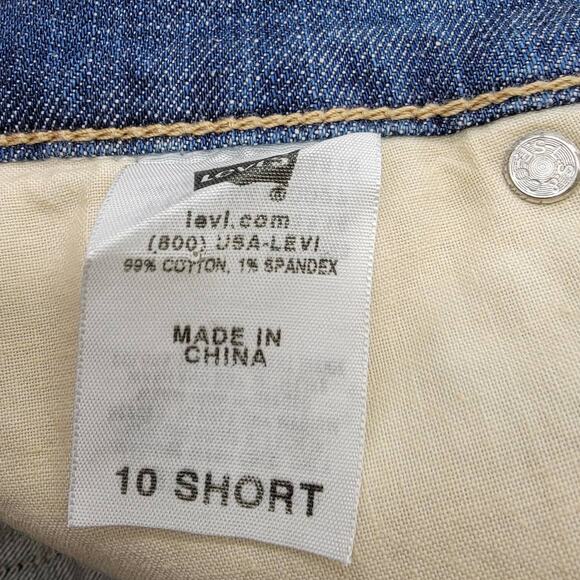 LEVI'S
levi.com
(800) USA-LEVI
99% COTTON, 1% SPANDEX
MADE IN
CHINA
10 SHORT